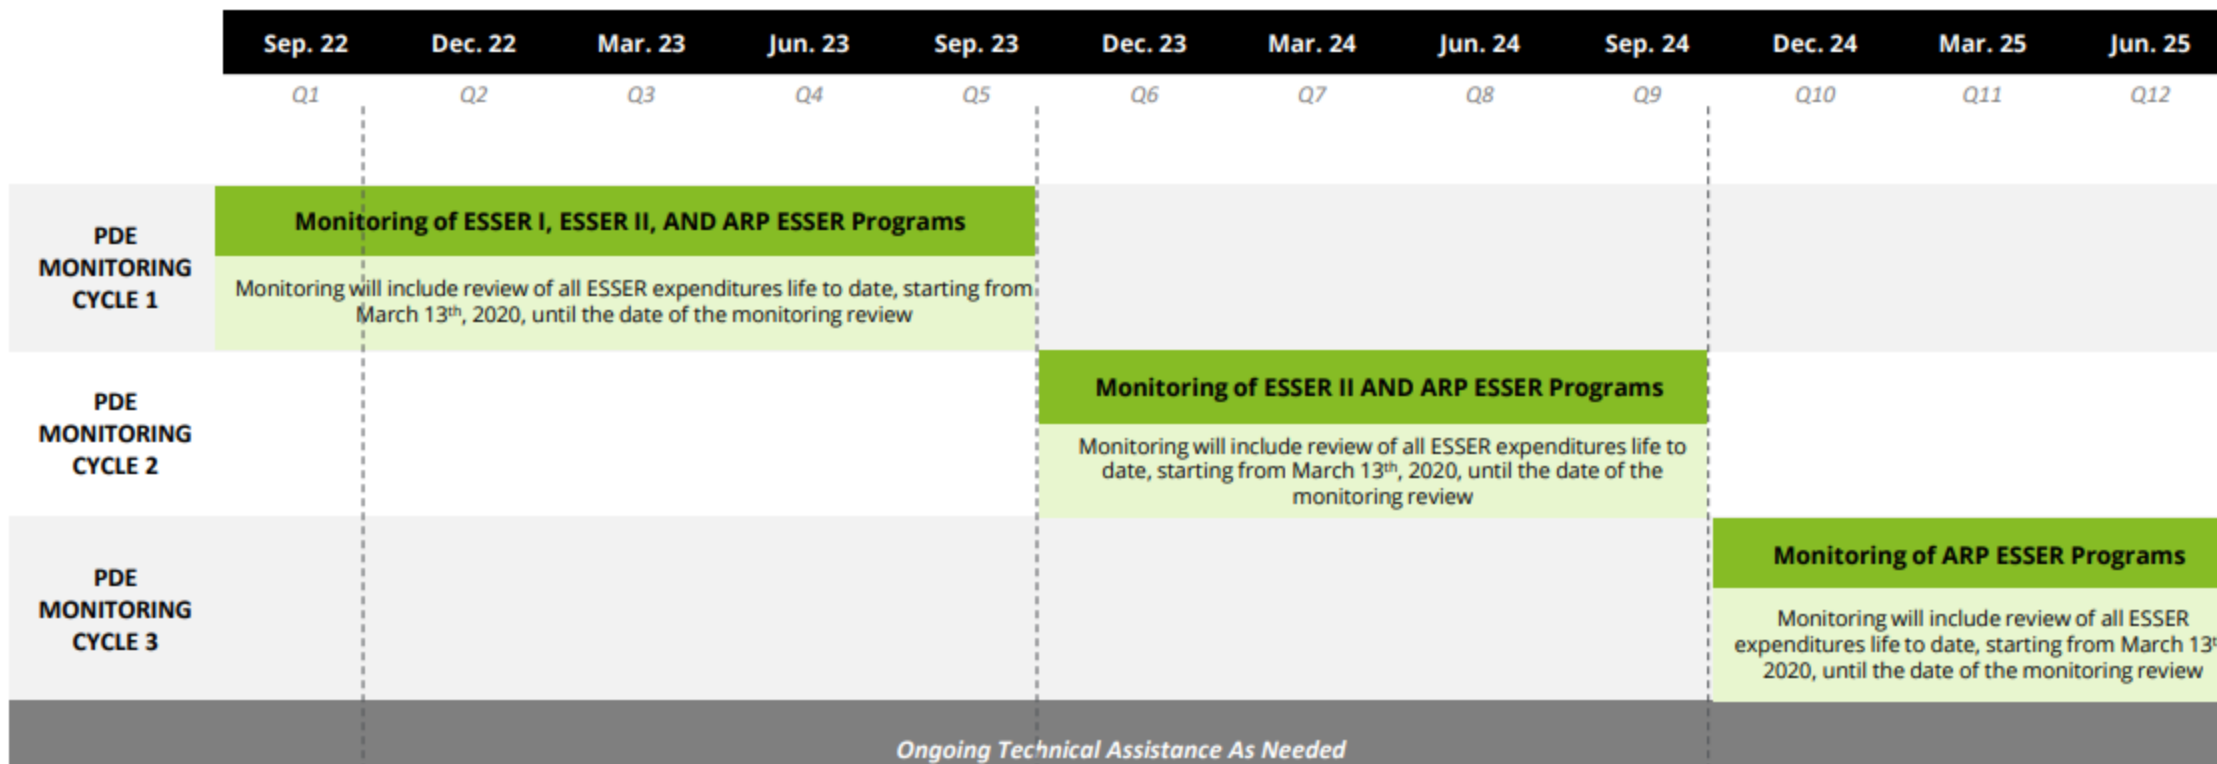 Sep. 22 Dec. 22 Mar. 23 Jun. 23 Sep. 23 Dec. 23 Mar. 24 Jun. 24 Sep. 24 Dec. 24 Mar. 25 Jun. 25
Q1 Q2 Q3 Q4 Q5 Q6 Q7 Q8 Q9 Q10 Q11 Q12
PDE
MONITORING
CYCLE 1
Monitoring of ESSER I, ESSER II, AND ARP ESSER Programs
Monitoring will include review of all ESSER expenditures life to date, starting from
March 13th, 2020, until the date of the monitoring review
PDE
MONITORING
CYCLE 2
Monitoring of ESSER II AND ARP ESSER Programs
Monitoring will include review of all ESSER expenditures life to
date, starting from March 13th, 2020, until the date of the
monitoring review
PDE
MONITORING
CYCLE 3
Monitoring of ARP ESSER Programs
Monitoring will include review of all ESSER
expenditures life to date, starting from March 13t
2020, until the date of the monitoring review
Ongoing Technical Assistance As Needed